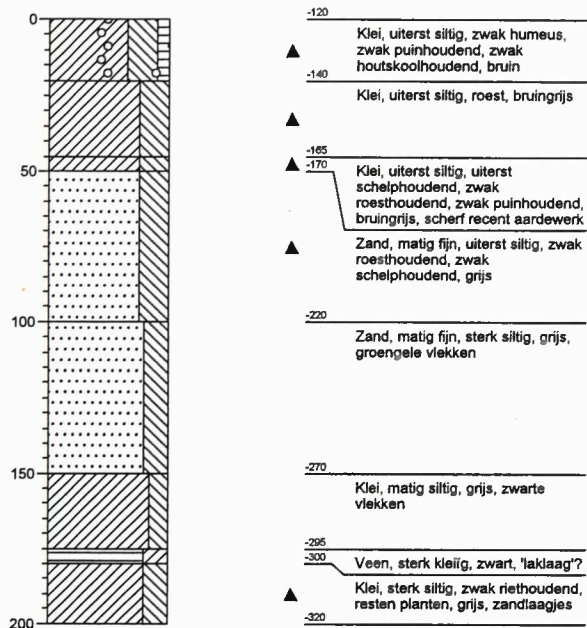 0
50
100
150
200
-120
Klei, uiterst siltig, zwak humeus,
zwak puinhoudend, zwak
houtskoolhoudend, bruin
-140
Klei, uiterst siltig, roest, bruingrijs
-165
-170
Klei, uiterst siltig, uiterst
schelphoudend, zwak
roesthoudend, zwak puinhoudend,
bruingrijs, scherf recent aardewerk
Zand, matig fijn, uiterst siltig, zwak
roesthoudend, zwak
schelphoudend, grijs
-220
Zand, matig fijn, sterk siltig, grijs,
groengele vlekken
-270
Klei, matig siltig, grijs, zwarte
vlekken
-295
-300
Veen, sterk kleiïg, zwart, 'laklaag'?
Klei, sterk siltig, zwak riethoudend,
resten planten, grijs, zandlaagjes
-320